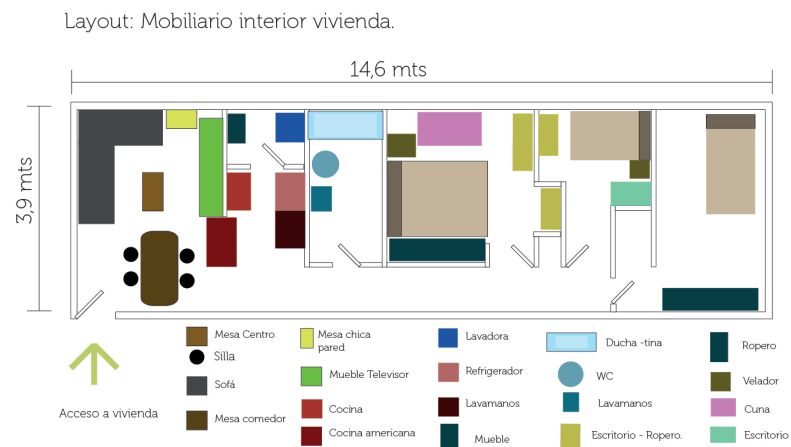 Layout: Mobiliario interior vivienda.
14,6 mts
3,9 mts
Acceso a vivienda
Mesa Centro
Silla
Sofá
Mesa comedor
Mesa chica
pared
Mueble Televisor
Cocina
Cocina americana
Lavadora
Refrigerador
Lavamanos
Mueble
Ducha -tina
WC
Lavamanos
Escritorio - Ropero.
Ropero
Velador
Cuna
Escritorio